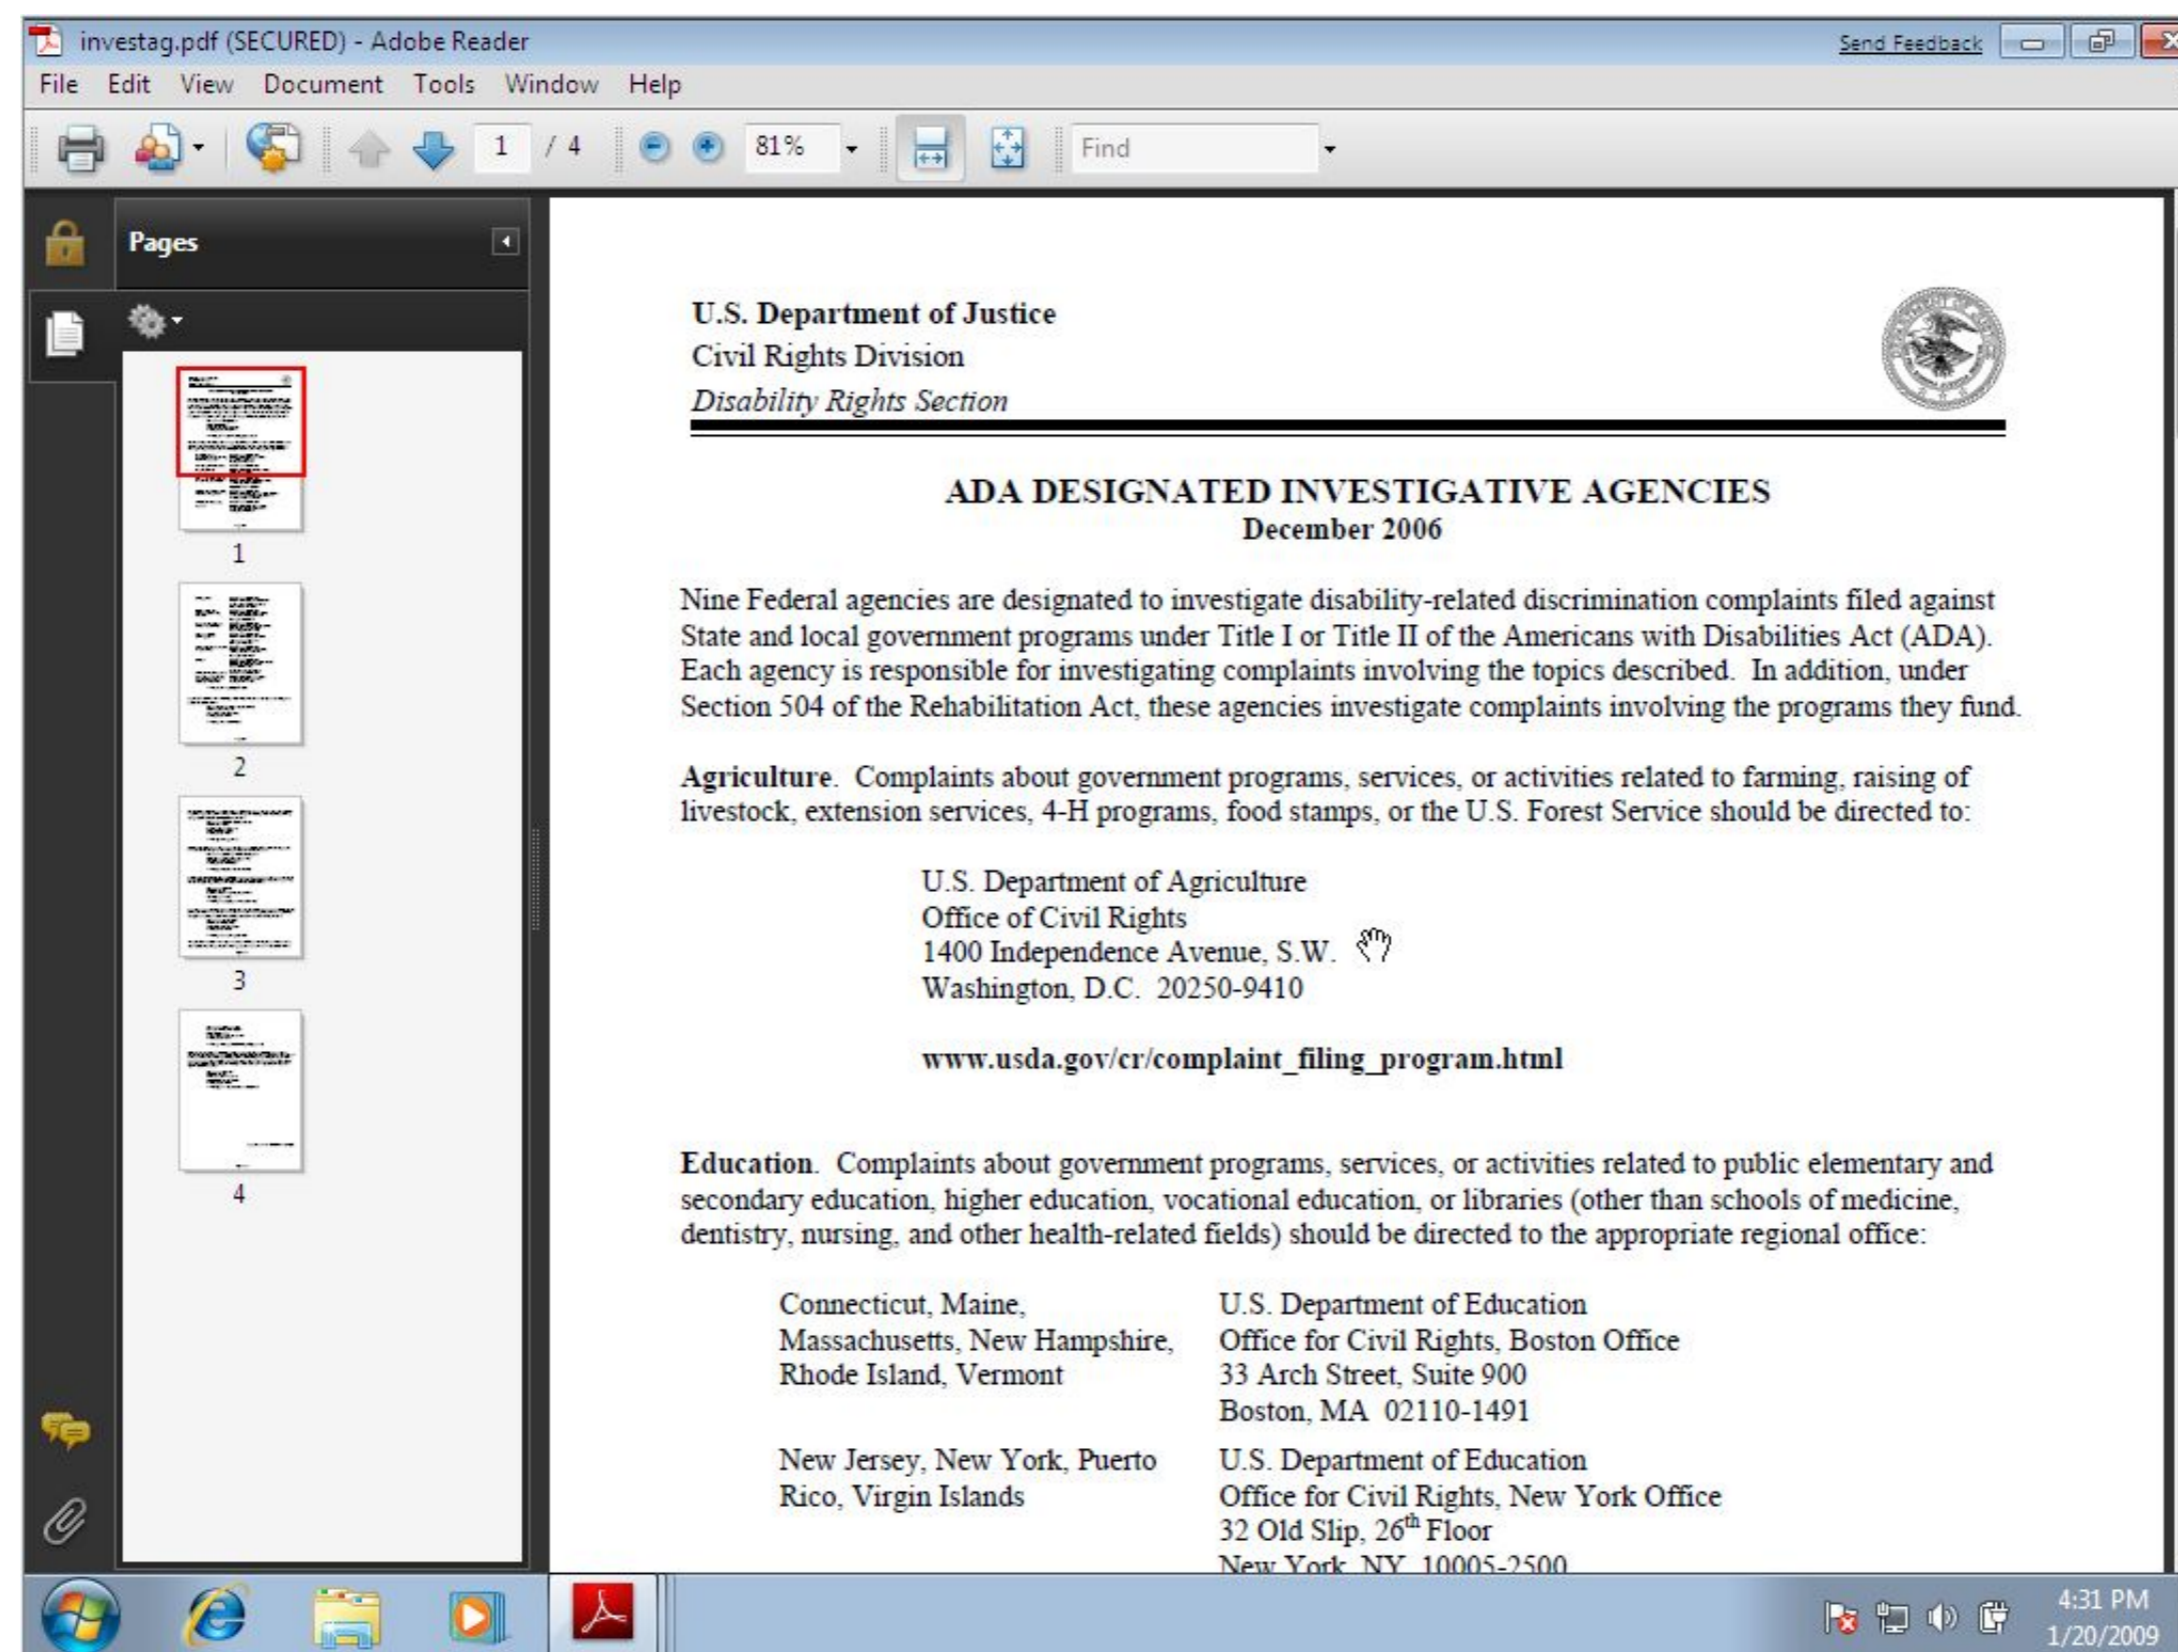 investag.pdf (SECURED) - Adobe Reader
Send Feedback
File Edit View Document Tools Window Help
1 / 4
81%
Find
Pages
1
2
3
4
U.S. Department of Justice
Civil Rights Division
Disability Rights Section
ADA DESIGNATED INVESTIGATIVE AGENCIES
December 2006
Nine Federal agencies are designated to investigate disability-related discrimination complaints filed against
State and local government programs under Title I or Title II of the Americans with Disabilities Act (ADA).
Each agency is responsible for investigating complaints involving the topics described. In addition, under
Section 504 of the Rehabilitation Act, these agencies investigate complaints involving the programs they fund.
Agriculture. Complaints about government programs, services, or activities related to farming, raising of
livestock, extension services, 4-H programs, food stamps, or the U.S. Forest Service should be directed to:
U.S. Department of Agriculture
Office of Civil Rights
1400 Independence Avenue, S.W.
Washington, D.C. 20250-9410
www.usda.gov/cr/complaint_filing_program.html
Education. Complaints about government programs, services, or activities related to public elementary and
secondary education, higher education, vocational education, or libraries (other than schools of medicine,
dentistry, nursing, and other health-related fields) should be directed to the appropriate regional office:
Connecticut, Maine,
Massachusetts, New Hampshire,
Rhode Island, Vermont
U.S. Department of Education
Office for Civil Rights, Boston Office
33 Arch Street, Suite 900
Boston, MA 02110-1491
New Jersey, New York, Puerto
Rico, Virgin Islands
U.S. Department of Education
Office for Civil Rights, New York Office
32 Old Slip, 26th Floor
New York, NY 10005-2500
4:31 PM
1/20/2009